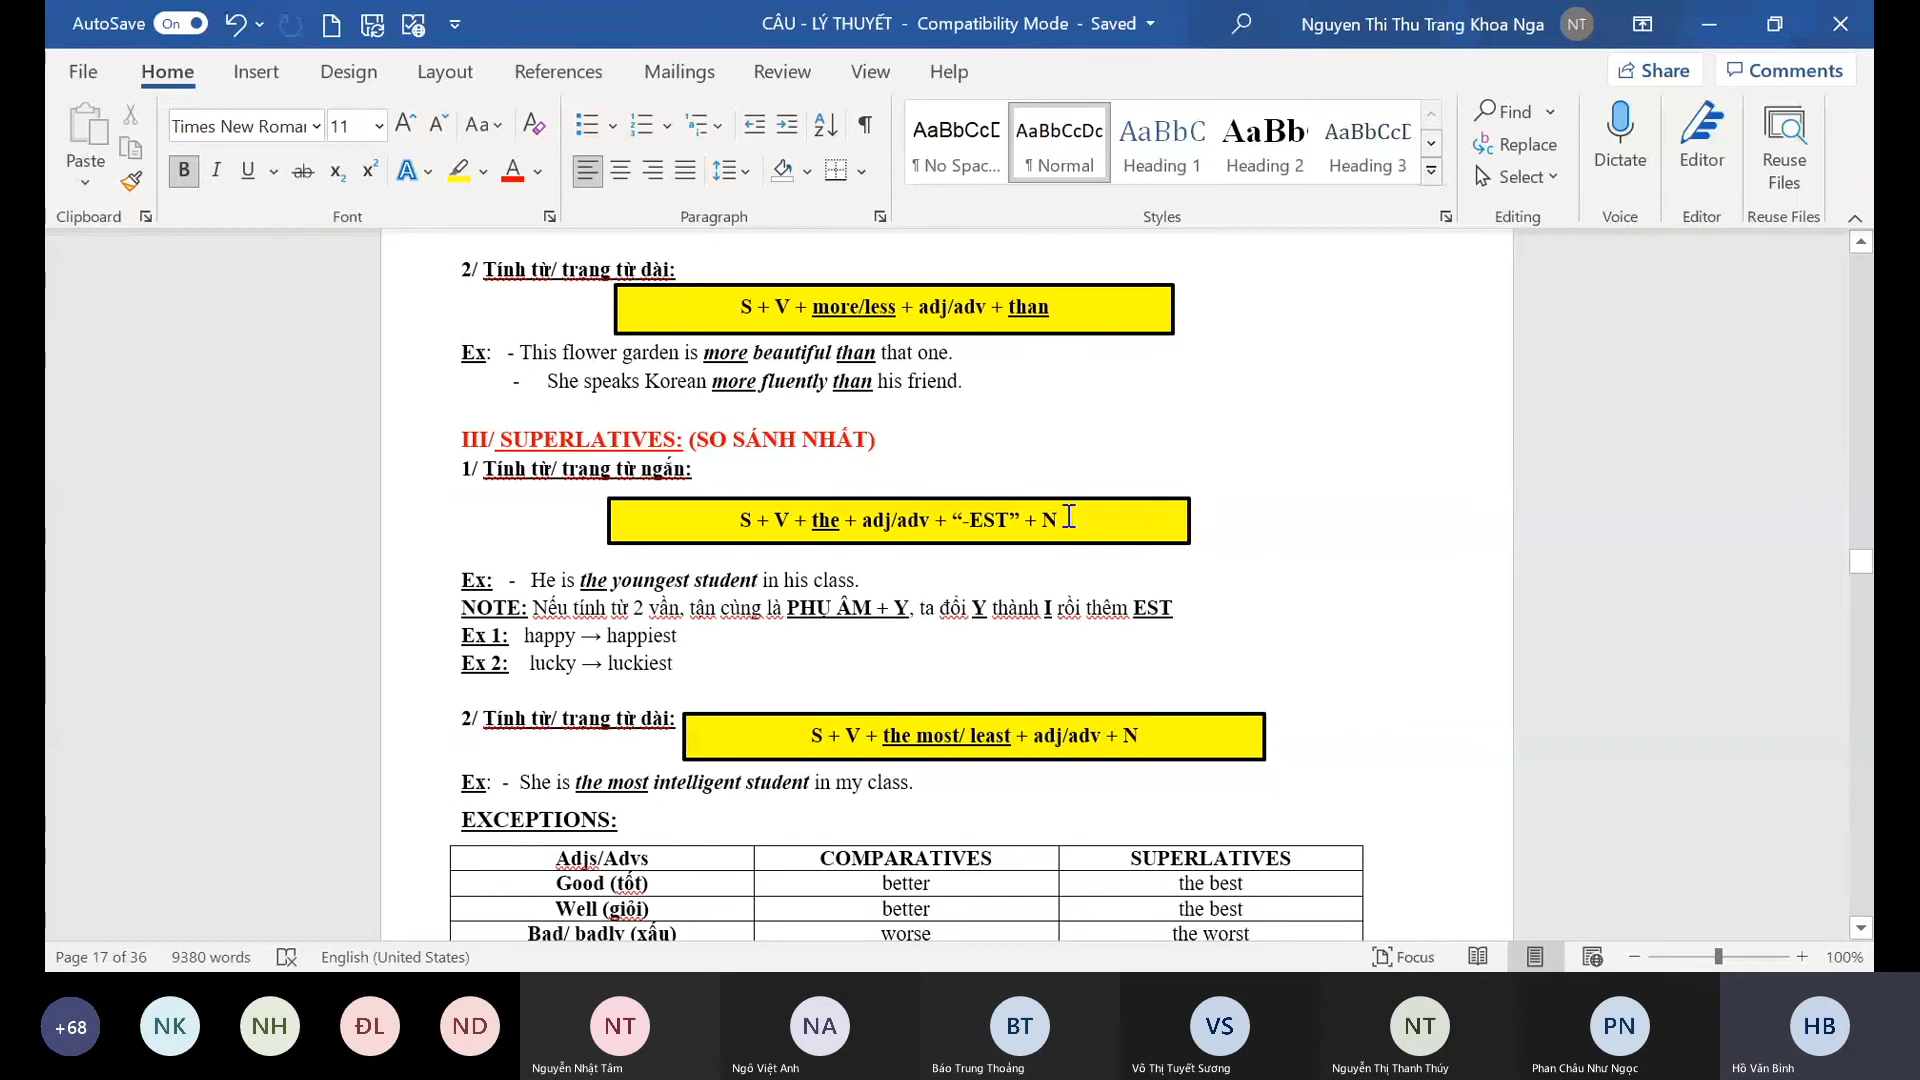 AutoSave On CÂU - LÝ THUYẾT - Compatibility Mode - Saved Nguyen Thi Thu Trang Khoa Nga NT
File Home Insert Design Layout References Mailings Review View Help Share Comments
Paste
Times New Romar 11
B I U ab x₂ x² A A
AaBbCcD AaBbCcDc AaBbC AaBb AaBbCcD
¶ No Spac... ¶ Normal Heading 1 Heading 2 Heading 3
Find
Replace
Select
Dictate
Editor
Reuse
Files
Clipboard Font Paragraph Styles Editing Voice Editor Reuse Files
2/ Tính từ/ trạng từ dài:
S + V + more/less + adj/adv + than
Ex: - This flower garden is more beautiful than that one.
- She speaks Korean more fluently than his friend.
III/ SUPERLATIVES: (SO SÁNH NHẤT)
1/ Tính từ/ trạng từ ngắn:
S + V + the + adj/adv + “-EST” + N
Ex: - He is the youngest student in his class.
NOTE: Nếu tính từ 2 vần, tận cùng là PHỤ ÂM + Y, ta đổi Y thành I rồi thêm EST
Ex 1: happy → happiest
Ex 2: lucky → luckiest
2/ Tính từ/ trạng từ dài:
S + V + the most/ least + adj/adv + N
Ex: - She is the most intelligent student in my class.
EXCEPTIONS:
Adjs/Advs COMPARATIVES SUPERLATIVES
Good (tốt) better the best
Well (giỏi) better the best
Bad/ badly (xấu) worse the worst
Page 17 of 36 9380 words English (United States) Focus 100%
+68 NK NH ĐL ND NT NA BT VS NT PN HB
Nguyễn Nhật Tâm Ngô Việt Anh Báo Trung Thoảng Võ Thị Tuyết Sương Nguyễn Thị Thanh Thúy Phan Châu Như Ngọc Hồ Văn Bình